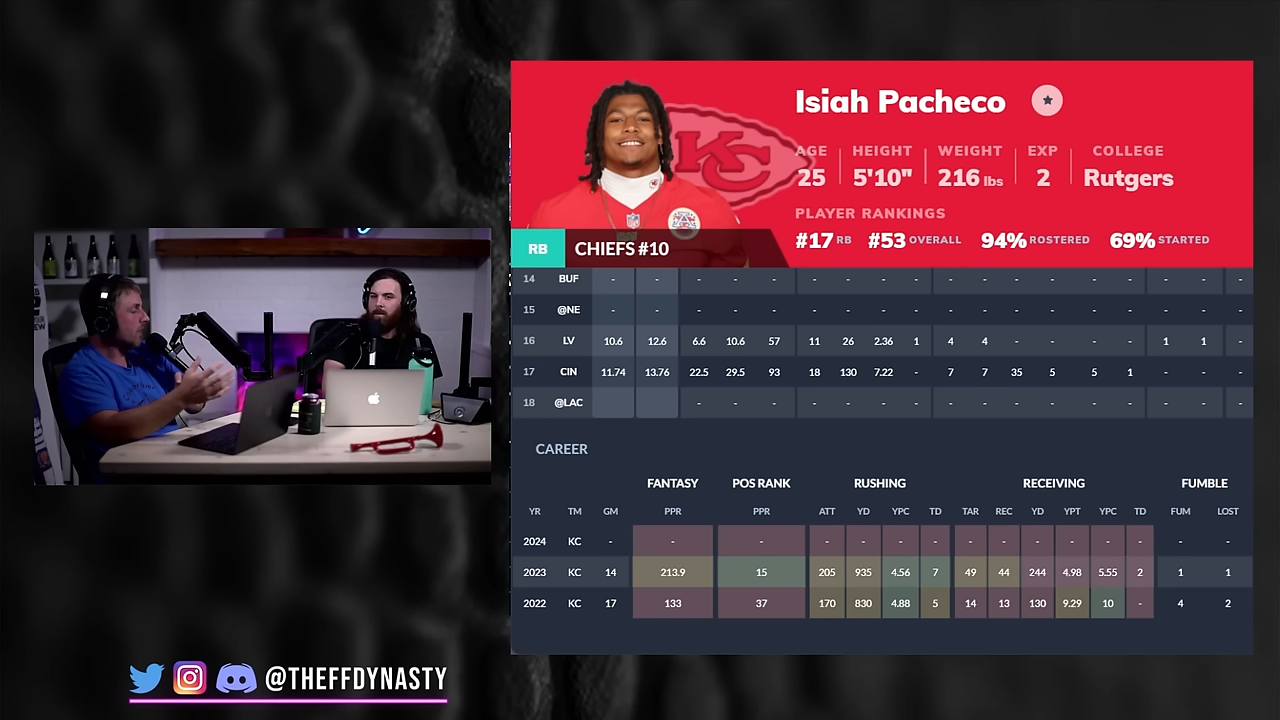 Isiah Pacheco
AGE HEIGHT WEIGHT EXP COLLEGE
25 5'10" 216 lbs 2 Rutgers
PLAYER RANKINGS
#17 RB #53 OVERALL 94% ROSTERED 69% STARTED
KC
RB CHIEFS #10
14 BUF - - - - - - - - - - - - - - - - - -
15 @NE - - - - - - - - - - - - - - - - - -
16 LV 10.6 12.6 6.6 10.6 57 11 26 2.36 1 4 4 - - - - 1 1 -
17 CIN 11.74 13.76 22.5 29.5 93 18 130 7.22 - 7 7 35 5 5 1 - - -
18 @LAC - - - - - - - - - - - - - - - -
CAREER
FANTASY POS RANK RUSHING RECEIVING FUMBLE
YR TM GM PPR PPR ATT YD YPC TD TAR REC YD YPT YPC TD FUM LOST
2024 KC - - - - - - - - - - - - - - -
2023 KC 14 213.9 15 205 935 4.56 7 49 44 244 4.98 5.55 2 1 1
2022 KC 17 133 37 170 830 4.88 5 14 13 130 9.29 10 - 4 2
@THEFFDYNASTY